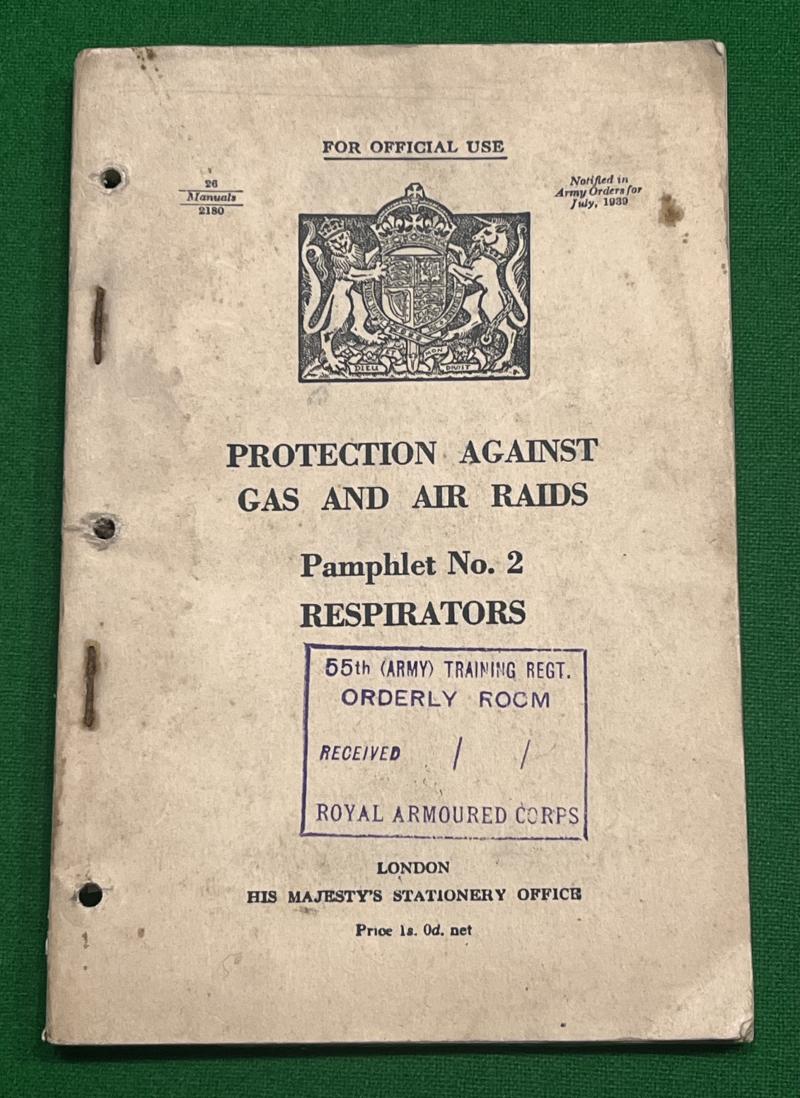 FOR OFFICIAL USE
26
Manuals
2180
Notified in
Army Orders for
July, 1939
DIEU ET MON DROIT
PROTECTION AGAINST
GAS AND AIR RAIDS
Pamphlet No. 2
RESPIRATORS
55th (ARMY) TRAINING REGT.
ORDERLY ROOM
RECEIVED / /
ROYAL ARMOURED CORPS
LONDON
HIS MAJESTY'S STATIONERY OFFICE
Price 1s. 0d. net